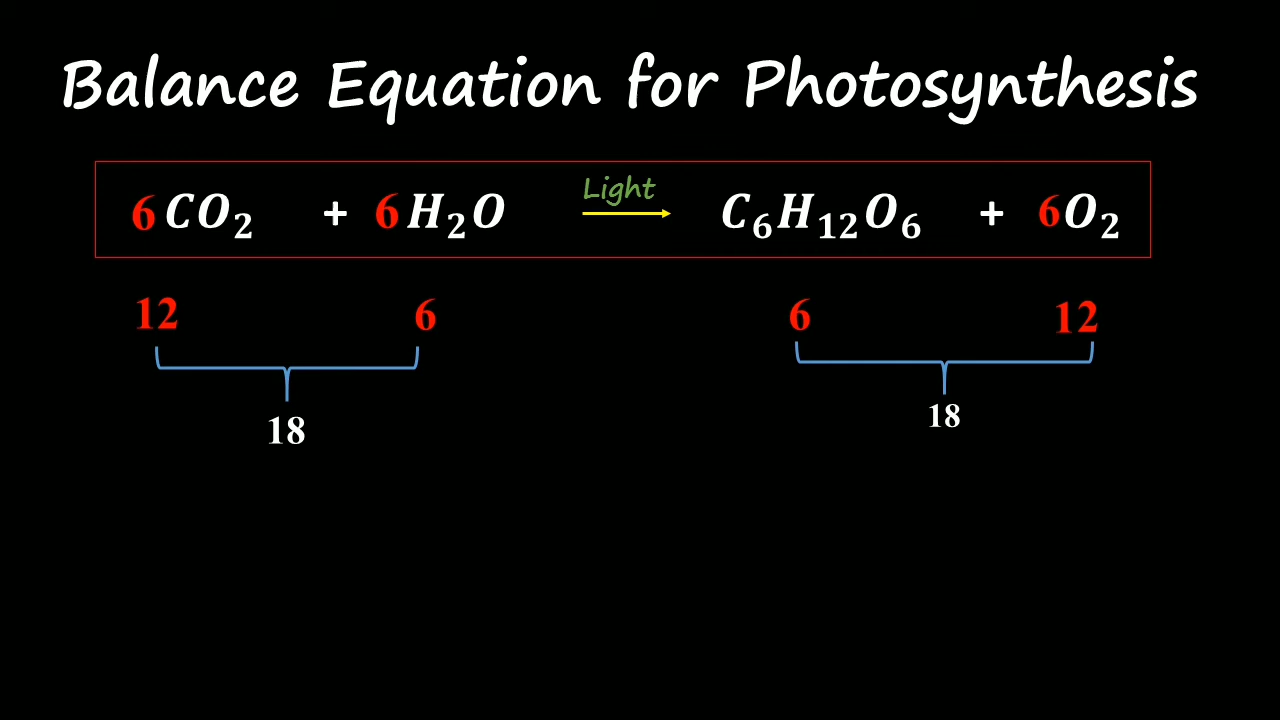 Balance Equation for Photosynthesis
Light
6CO₂ + 6H₂O → C₆H₁₂O₆ + 6O₂
12 6 6 12
18 18